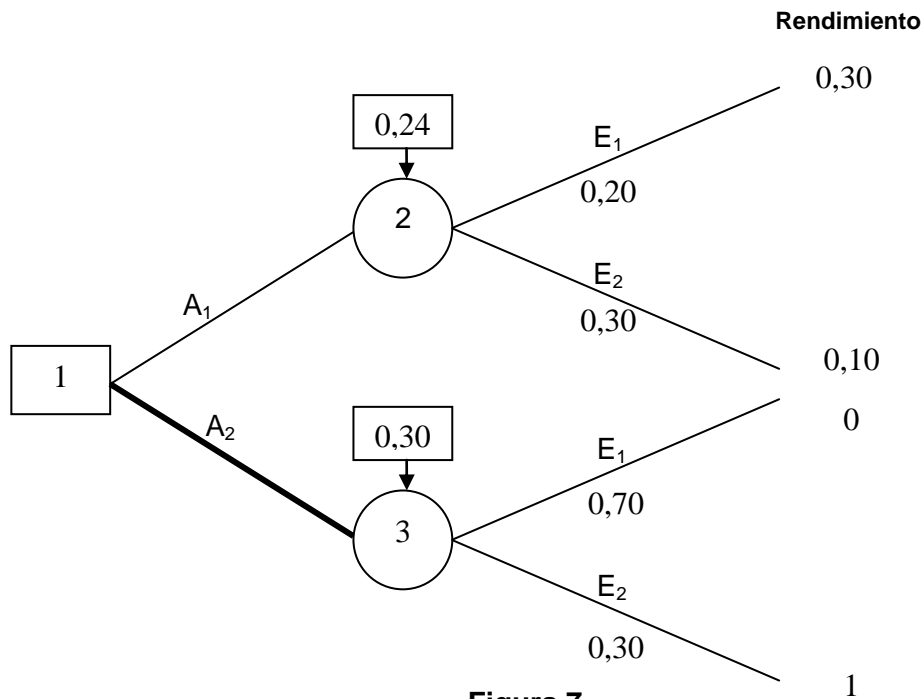 Rendimiento
0,30
0,24
E₁
0,20
2
E₂
0,30
A₁
0,10
1
0
A₂
0,30
E₁
0,70
3
E₂
0,30
1
Figura 7